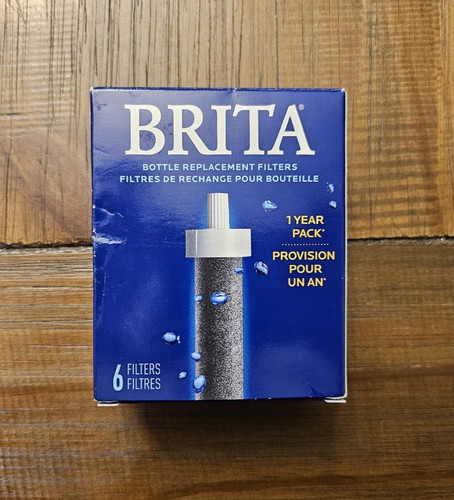 BRITA®
BOTTLE REPLACEMENT FILTERS
FILTRES DE RECHANGE POUR BOUTEILLE
1 YEAR
PACK*
PROVISION
POUR
UN AN*
6 FILTERS
FILTRES